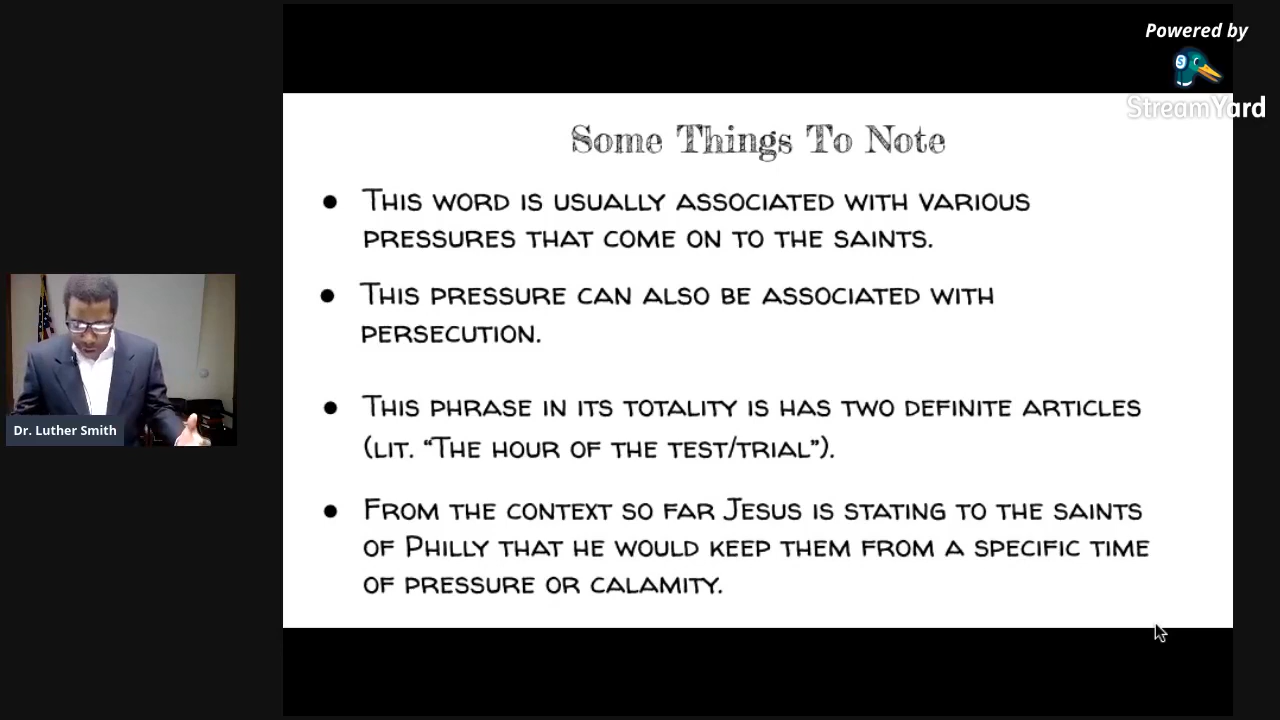 Powered by
StreamYard
Some Things To Note
● This word is usually associated with various
pressures that come on to the saints.
● This pressure can also be associated with
persecution.
● This phrase in its totality is has two definite articles
(lit. “The hour of the test/trial”).
● From the context so far Jesus is stating to the saints
of Philly that he would keep them from a specific time
of pressure or calamity.
Dr. Luther Smith